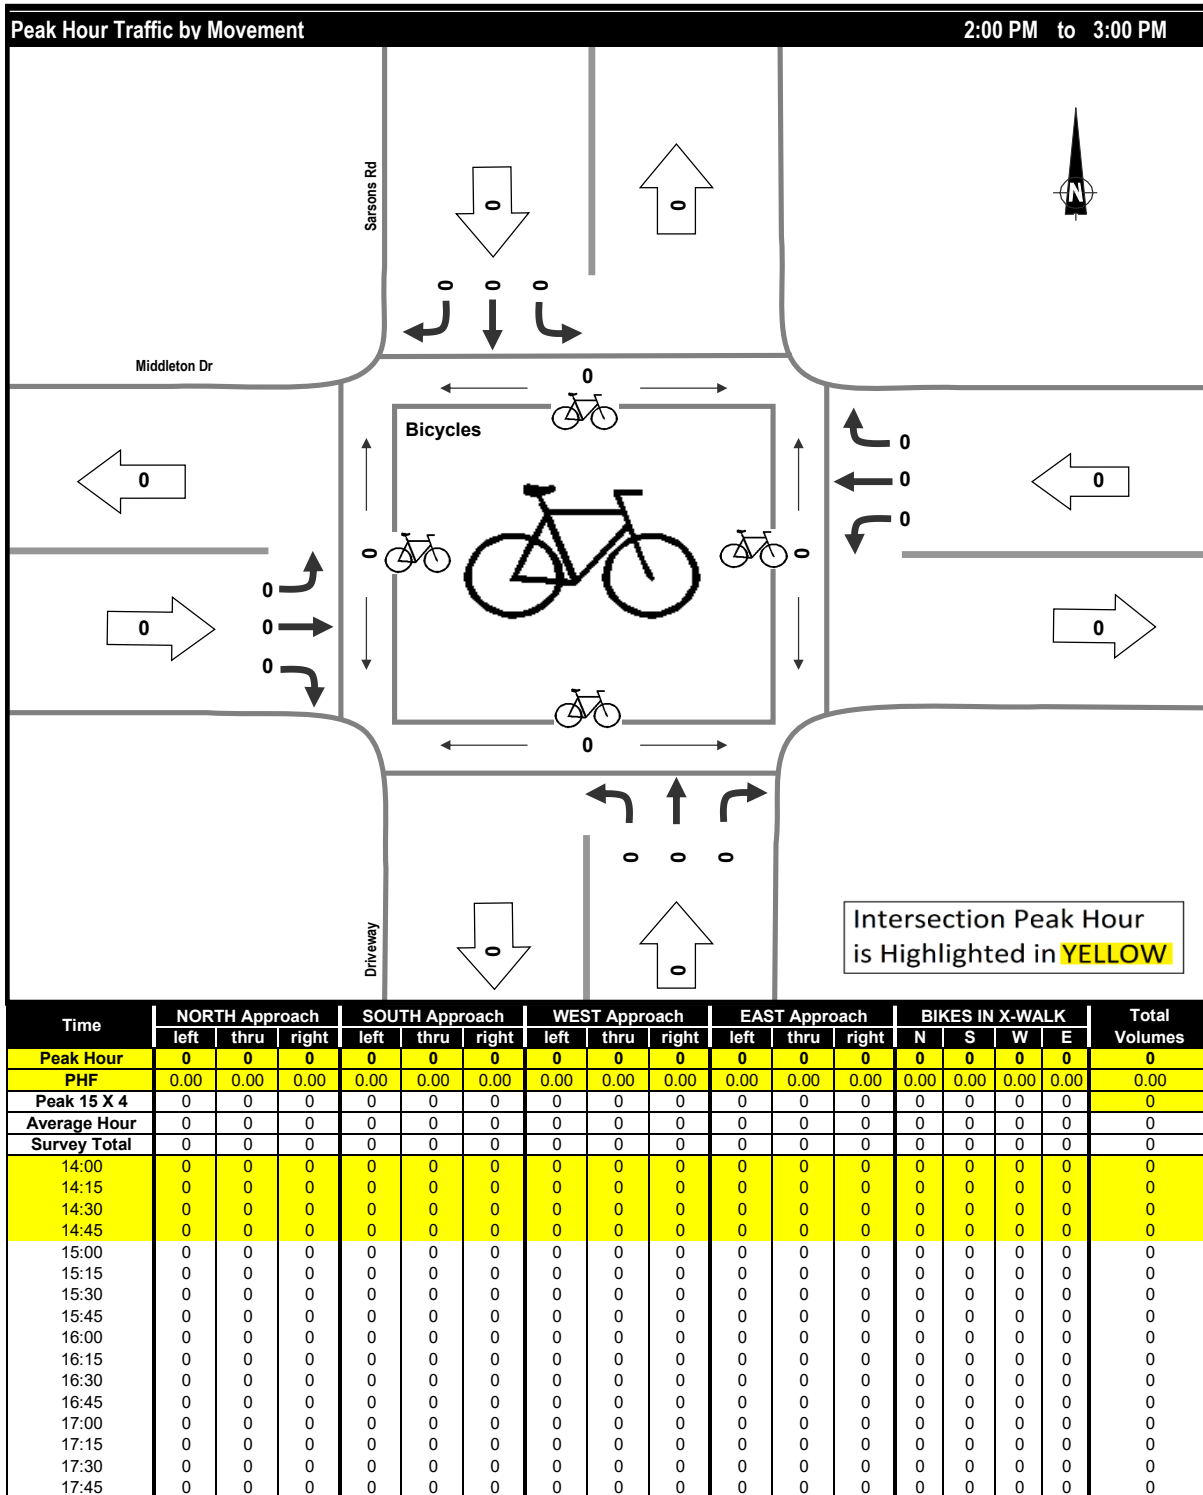 Peak Hour Traffic by Movement 2:00 PM to 3:00 PM
Sarsons Rd
0 0
0 0 0
Middleton Dr
0
Bicycles
0
0
0
0
0
0
0
0
0
0
0
0
0
0
0 0 0
Driveway
0
0
Intersection Peak Hour
is Highlighted in YELLOW
Time NORTH Approach SOUTH Approach WEST Approach EAST Approach BIKES IN X-WALK Total
left thru right left thru right left thru right left thru right N S W E Volumes
Peak Hour 0 0 0 0 0 0 0 0 0 0 0 0 0 0 0 0 0
PHF 0.00 0.00 0.00 0.00 0.00 0.00 0.00 0.00 0.00 0.00 0.00 0.00 0.00 0.00 0.00 0.00 0.00
Peak 15 X 4 0 0 0 0 0 0 0 0 0 0 0 0 0 0 0 0 0
Average Hour 0 0 0 0 0 0 0 0 0 0 0 0 0 0 0 0 0
Survey Total 0 0 0 0 0 0 0 0 0 0 0 0 0 0 0 0 0
14:00 0 0 0 0 0 0 0 0 0 0 0 0 0 0 0 0 0
14:15 0 0 0 0 0 0 0 0 0 0 0 0 0 0 0 0 0
14:30 0 0 0 0 0 0 0 0 0 0 0 0 0 0 0 0 0
14:45 0 0 0 0 0 0 0 0 0 0 0 0 0 0 0 0 0
15:00 0 0 0 0 0 0 0 0 0 0 0 0 0 0 0 0 0
15:15 0 0 0 0 0 0 0 0 0 0 0 0 0 0 0 0 0
15:30 0 0 0 0 0 0 0 0 0 0 0 0 0 0 0 0 0
15:45 0 0 0 0 0 0 0 0 0 0 0 0 0 0 0 0 0
16:00 0 0 0 0 0 0 0 0 0 0 0 0 0 0 0 0 0
16:15 0 0 0 0 0 0 0 0 0 0 0 0 0 0 0 0 0
16:30 0 0 0 0 0 0 0 0 0 0 0 0 0 0 0 0 0
16:45 0 0 0 0 0 0 0 0 0 0 0 0 0 0 0 0 0
17:00 0 0 0 0 0 0 0 0 0 0 0 0 0 0 0 0 0
17:15 0 0 0 0 0 0 0 0 0 0 0 0 0 0 0 0 0
17:30 0 0 0 0 0 0 0 0 0 0 0 0 0 0 0 0 0
17:45 0 0 0 0 0 0 0 0 0 0 0 0 0 0 0 0 0
N